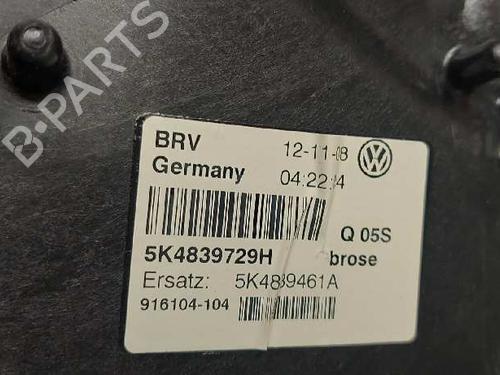 B-PARTS
BRV 12-11-08
Germany 04:22:4
Q 05S
5K4839729H brose
Ersatz: 5K4839461A
916104-104